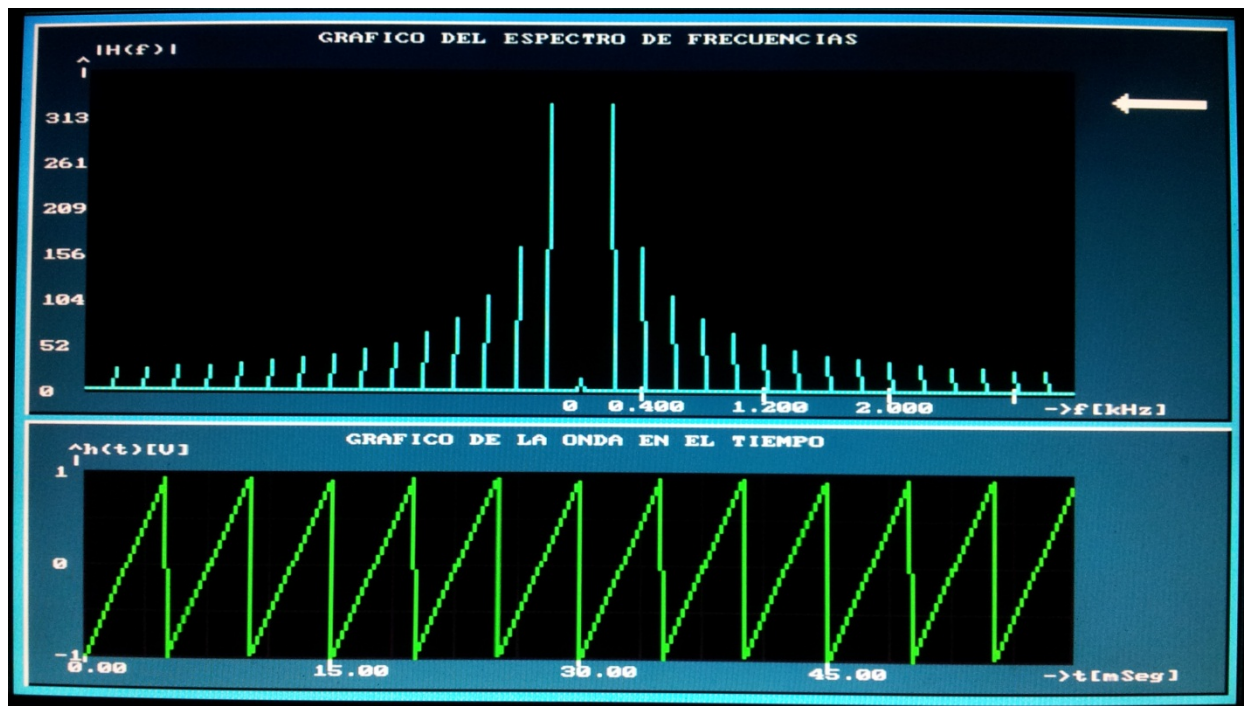 GRAFICO DEL ESPECTRO DE FRECUENCIAS
|H(f)|
313
261
209
156
104
52
0
0 0.400 1.200 2.000 ->f[kHz]
GRAFICO DE LA ONDA EN EL TIEMPO
^h(t)[V]
1
0
-1
0.00 15.00 30.00 45.00 ->t[mSeg]